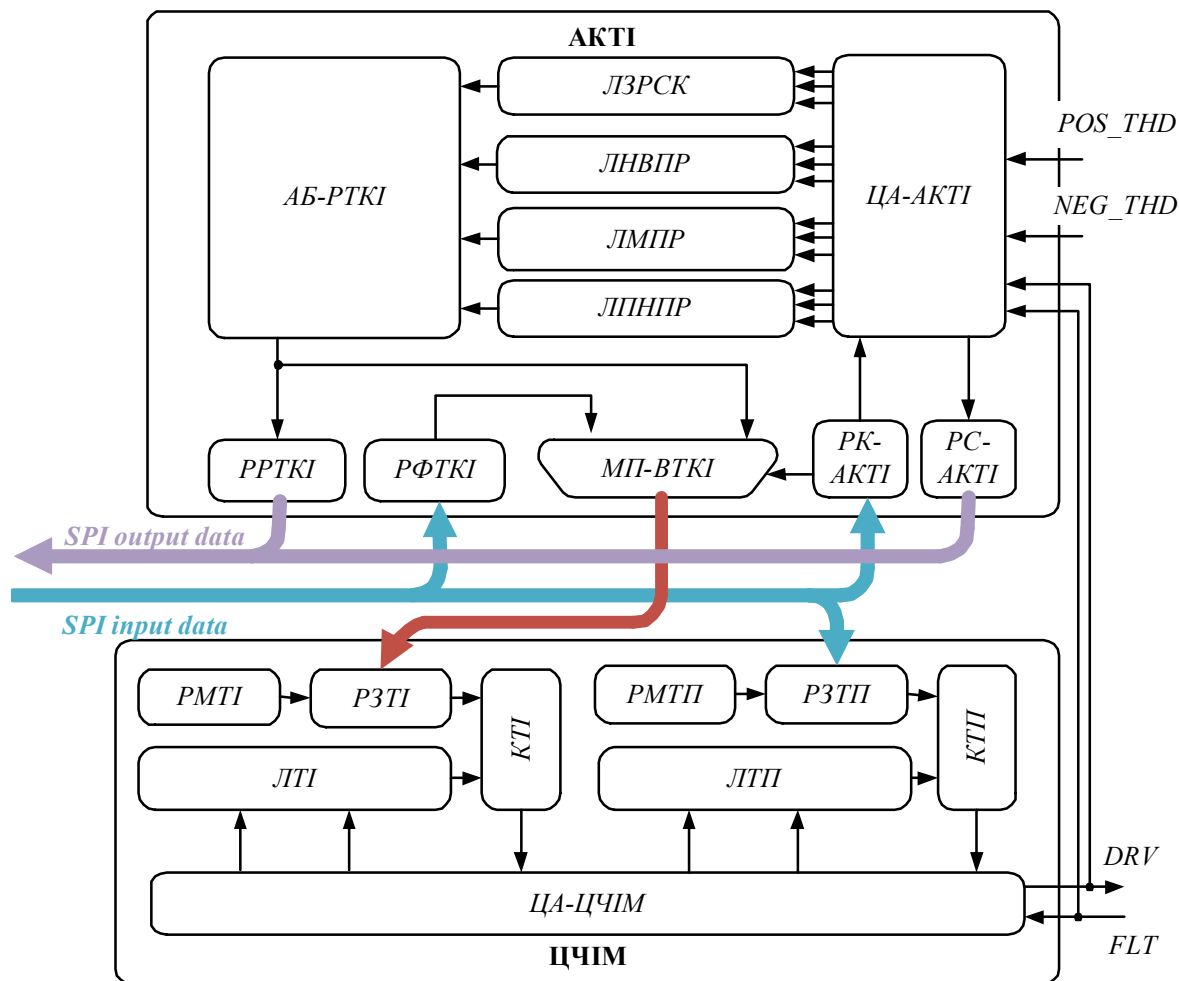 АКТІ
ЛЗРСК
POS_THD
ЛНВПР
АБ-РТКІ
ЦА-АКТІ
NEG_THD
ЛМПР
ЛПНПР
РРТКІ
РФТКІ
МП-ВТКІ
РК-
АКТІ
РС-
АКТІ
SPI output data
SPI input data
РМТІ
РЗТІ
КТІ
РМТП
РЗТП
КТП
ЛТІ
ЛТП
DRV
ЦА-ЦЧІМ
FLT
ЦЧІМ